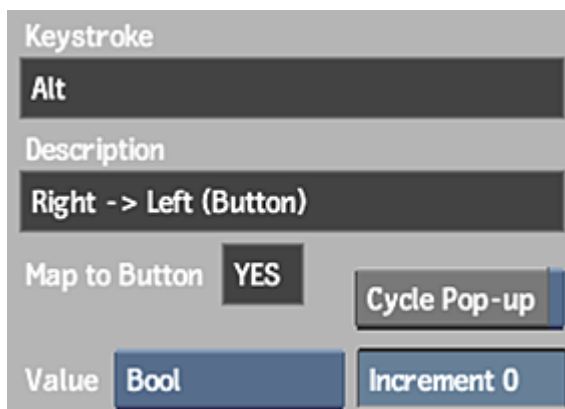 Keystroke
Alt
Description
Right -> Left (Button)
Map to Button YES
Cycle Pop-up
Value Bool Increment 0